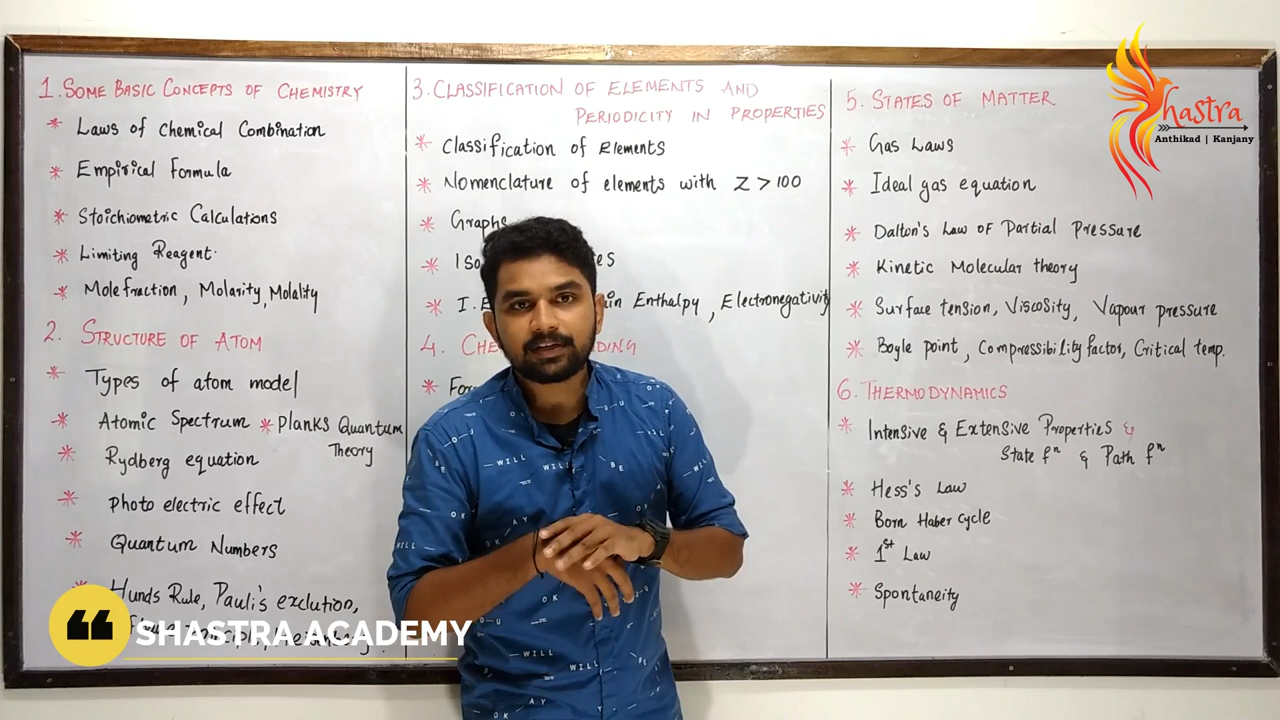 1. SOME BASIC CONCEPTS OF CHEMISTRY
* Laws of Chemical Combination
* Empirical Formula
* Stoichiometric Calculations
* Limiting Reagent.
* Mole fraction, Molarity, Molality
2. STRUCTURE OF ATOM
* Types of atom model
* Atomic Spectrum * Planks Quantum
Theory
* Rydberg equation
* Photo electric effect
* Quantum Numbers
* Hunds Rule, Pauli's exclution,
3. CLASSIFICATION OF ELEMENTS AND
PERIODICITY IN PROPERTIES
* Classification of Elements
* Nomenclature of elements with Z > 100
* Graphs
* Iso
* I.E Enthalpy, Electronegativity
4.
* For
5. STATES OF MATTER
* Gas Laws
* Ideal gas equation
* Dalton's Law of Partial Pressure
* Kinetic Molecular theory
* Surface tension, Viscosity, Vapour pressure
* Boyle point, Compressibility factor, Critical temp.
6. THERMODYNAMICS
* Intensive & Extensive Properties &
State fⁿ & Path fⁿ
* Hess's Law
* Born Haber cycle
* 1st Law
* Spontaneity
Shastra
Anthikad | Kanjany
SHASTRA ACADEMY